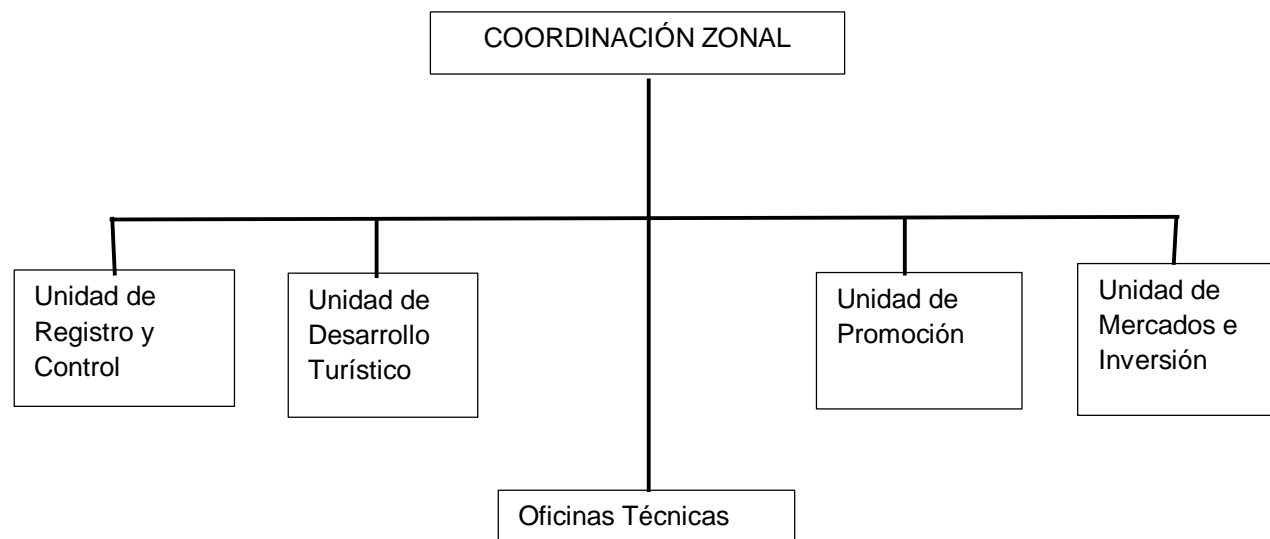 COORDINACIÓN ZONAL
Unidad de
Registro y
Control
Unidad de
Desarrollo
Turístico
Unidad de
Promoción
Unidad de
Mercados e
Inversión
Oficinas Técnicas